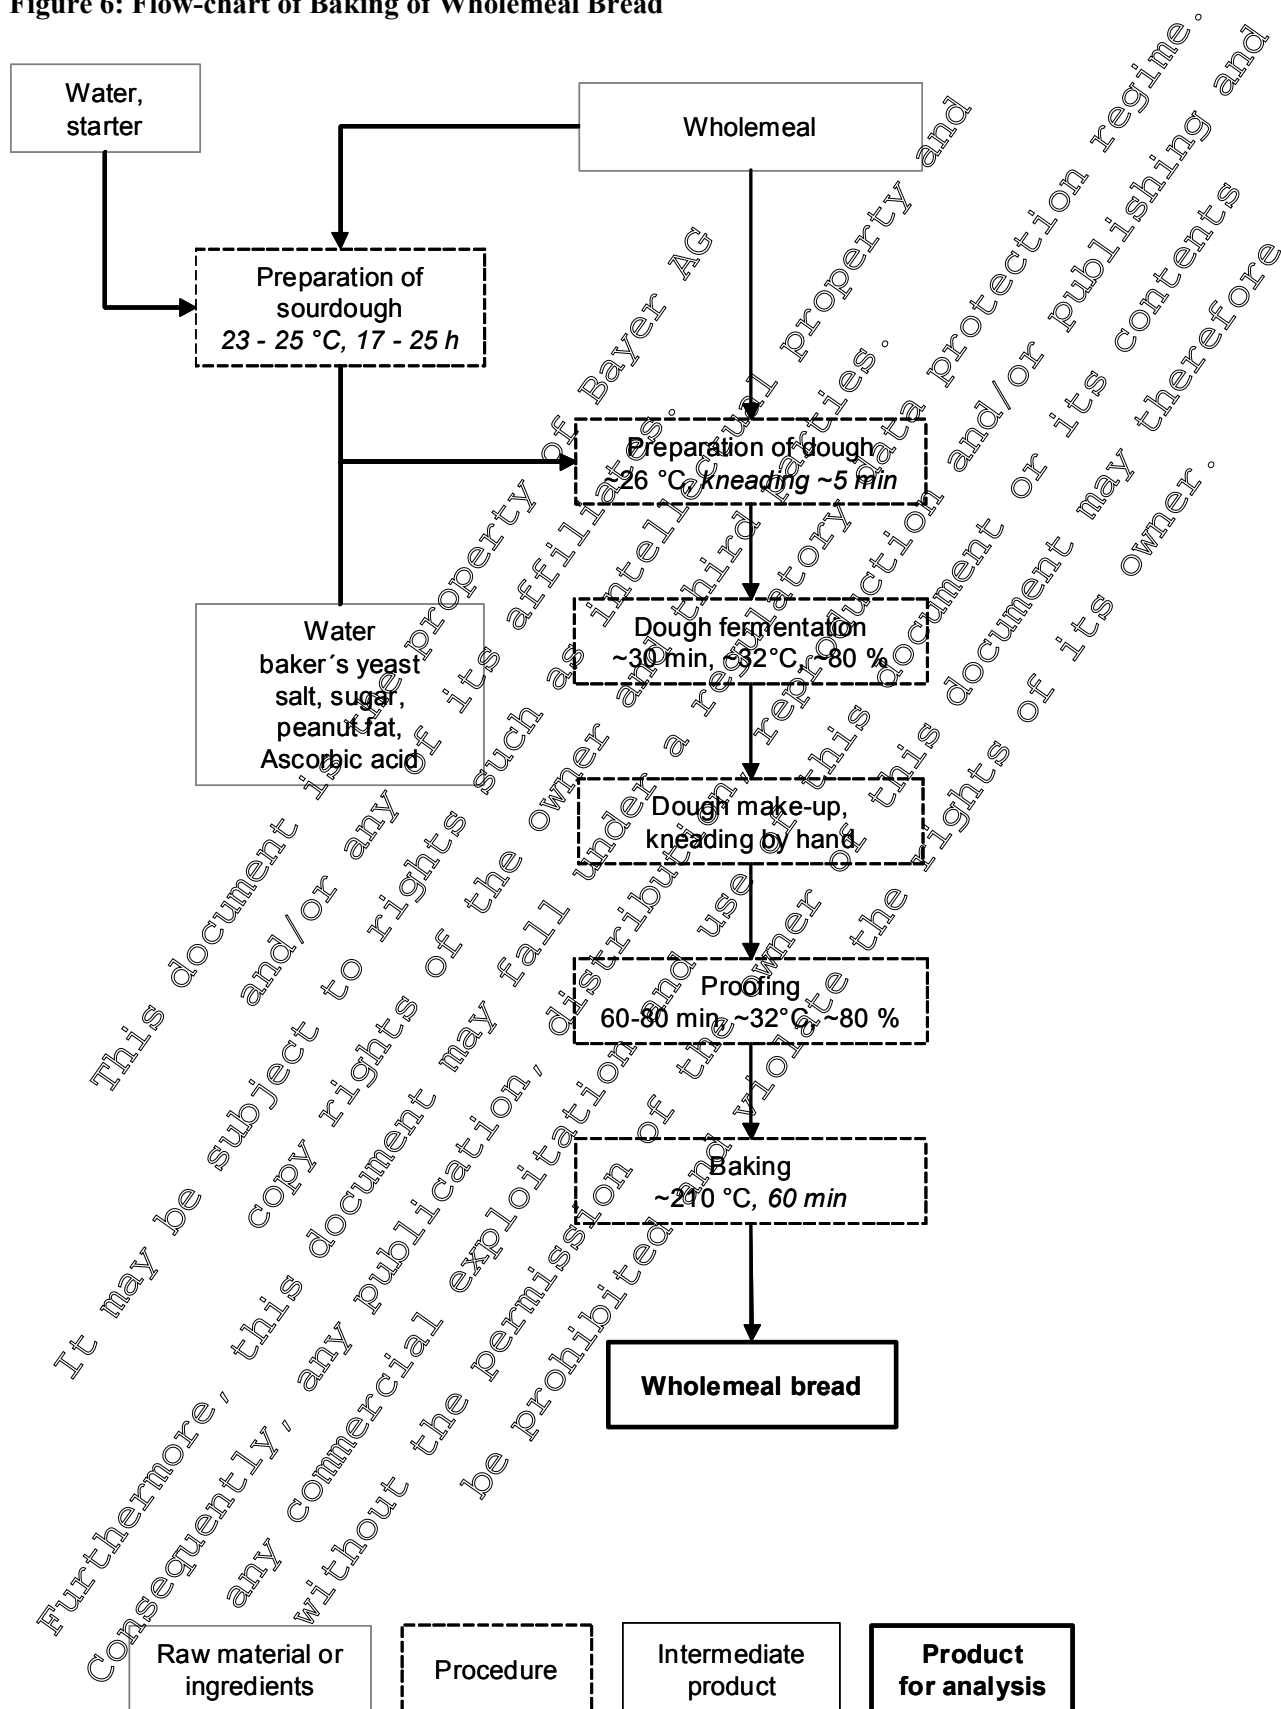 Figure 6: Flow-chart of Baking of Wholemeal Bread
Water,
starter
Wholemeal
Preparation of
sourdough
23 - 25 °C, 17 - 25 h
Preparation of dough
~26 °C, kneading ~5 min
Dough fermentation
~30 min, ~32°C, ~80 %
Water
baker´s yeast
salt, sugar,
peanut fat,
Ascorbic acid
Dough make-up,
kneading by hand
Proofing
60-80 min, ~32°C, ~80 %
Baking
~210 °C, 60 min
Wholemeal bread
Raw material or
ingredients
Procedure
Intermediate
product
Product
for analysis
This document is the property of Bayer AG
and/or any of its affiliates.
It may be subject to rights such as intellectual property and
copy rights of the owner and third parties.
Furthermore, this document may fall under a regulatory data protection regime.
Consequently, any publication, distribution, reproduction and/or publishing and
any commercial exploitation and use of this document or its contents
without the permission of the owner of this document may therefore
be prohibited and violate the rights of its owner.